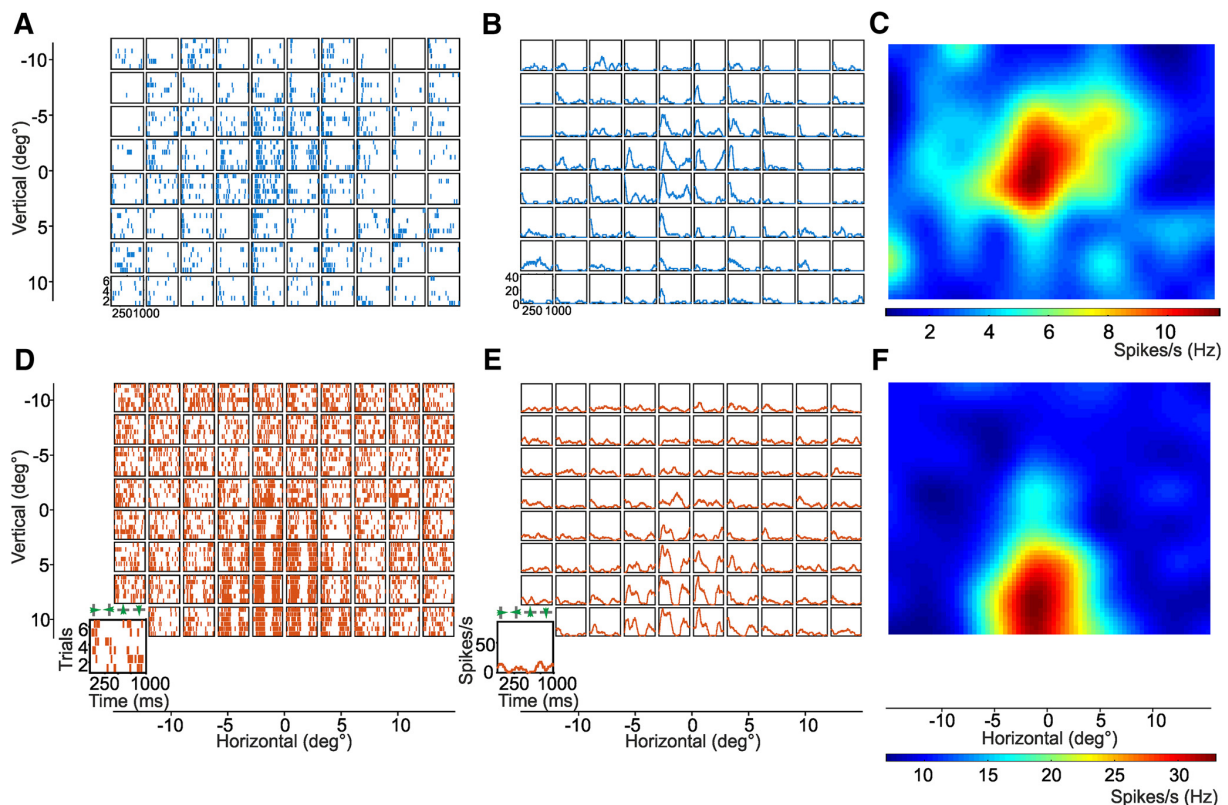 A
B
C
Vertical (deg°)
-10
-5
0
5
10
6
4
2
2501000
40
20
0
250 1000
2 4 6 8 10
Spikes/s (Hz)
D
E
F
Vertical (deg°)
-10
-5
0
5
10
Trials
6
4
2
250 1000
Time (ms)
-10 -5 0 5 10
Horizontal (deg°)
Spikes/s
50
0
250 1000
Time (ms)
-10 -5 0 5 10
Horizontal (deg°)
-10 -5 0 5 10
Horizontal (deg°)
10 15 20 25 30
Spikes/s (Hz)